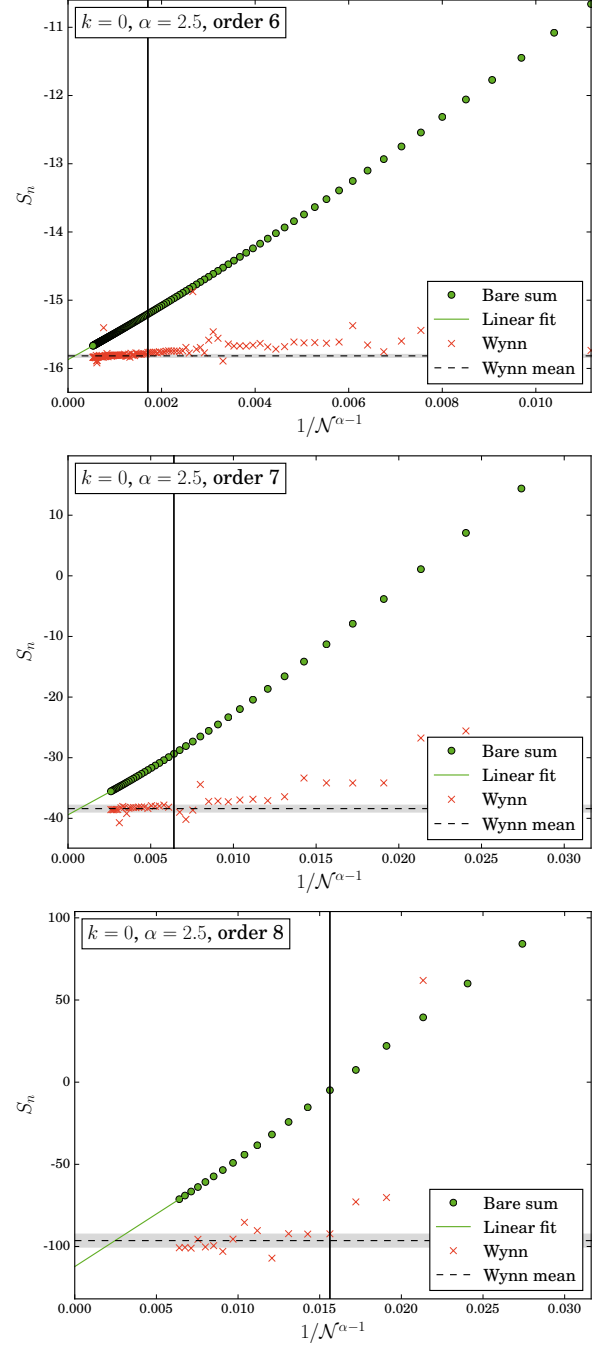 k = 0, α = 2.5, order 6
-11
-12
-13
-14
-15
-16
S_n
Bare sum
Linear fit
Wynn
Wynn mean
0.000 0.002 0.004 0.006 0.008 0.010
1/𝒩^{α−1}
k = 0, α = 2.5, order 7
10
0
-10
-20
-30
-40
S_n
Bare sum
Linear fit
Wynn
Wynn mean
0.000 0.005 0.010 0.015 0.020 0.025 0.030
1/𝒩^{α−1}
100
k = 0, α = 2.5, order 8
50
0
-50
-100
S_n
Bare sum
Linear fit
Wynn
Wynn mean
0.000 0.005 0.010 0.015 0.020 0.025 0.030
1/𝒩^{α−1}